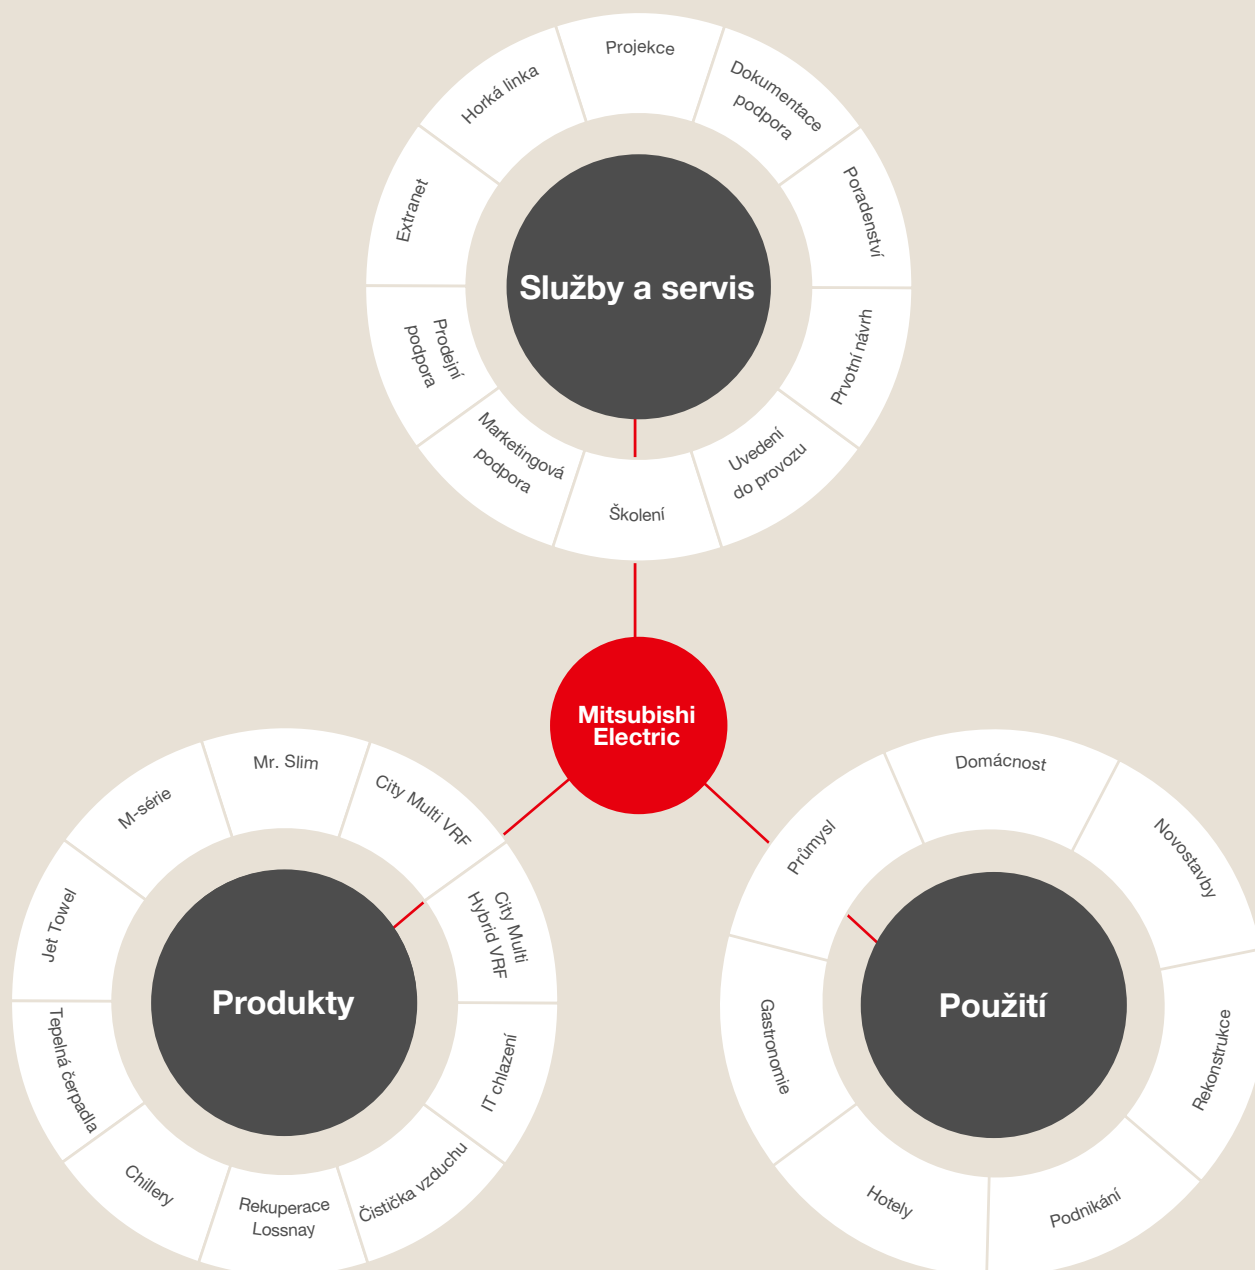 Projekce
Dokumentace
podpora
Poradenství
Prvotní návrh
Uvedení
do provozu
Školení
Marketingová
podpora
Prodejní
podpora
Extranet
Horká linka
Služby a servis
Mitsubishi
Electric
Mr. Slim
City Multi VRF
City Multi
Hybrid VRF
IT chlazení
Čistička vzduchu
Rekuperace
Lossnay
Chillery
Tepelná čerpadla
Jet Towel
M-série
Produkty
Domácnost
Novostavby
Rekonstrukce
Podnikání
Hotely
Gastronomie
Průmysl
Použití